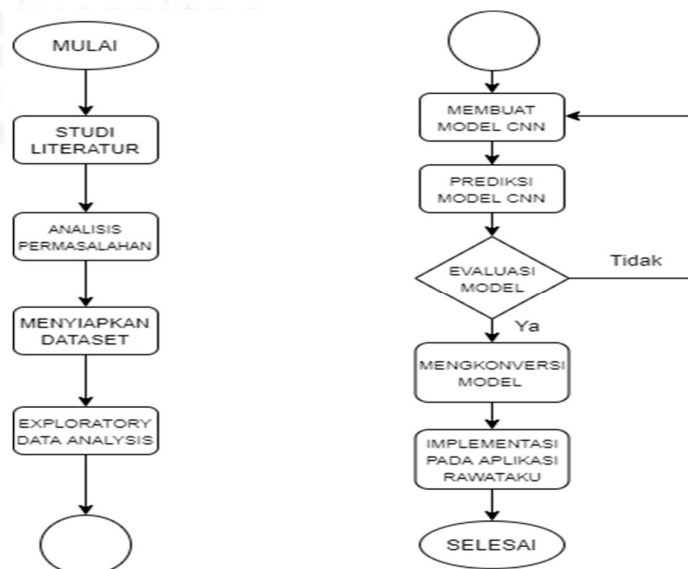 MULAI
STUDI
LITERATUR
ANALISIS
PERMASALAHAN
MENYIAPKAN
DATASET
EXPLORATORY
DATA ANALYSIS
MEMBUAT
MODEL CNN
PREDIKSI
MODEL CNN
EVALUASI
MODEL
Tidak
Ya
MENGKONVERSI
MODEL
IMPLEMENTASI
PADA APLIKASI
RAWATAKU
SELESAI